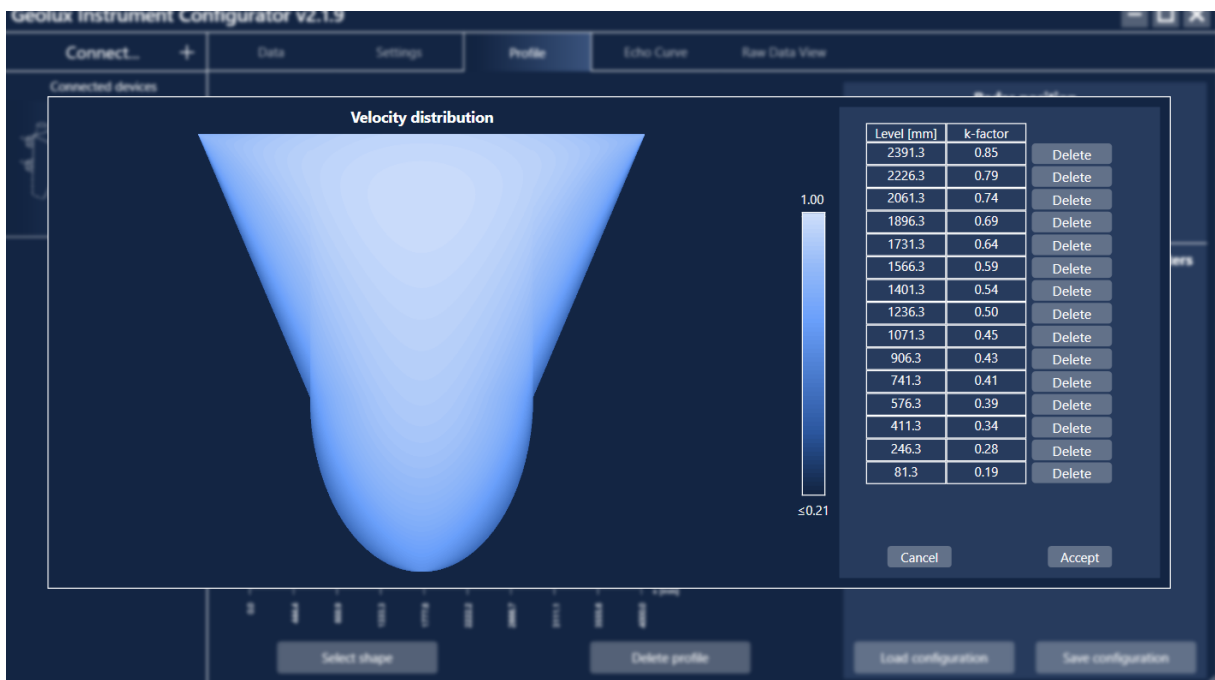 Geolux Instrument Configurator v2.1.9
Connect... +
Data Settings Profile Echo Curve Raw Data View
Connected devices
Velocity distribution
Level [mm] k-factor
2391.3 0.85 Delete
2226.3 0.79 Delete
2061.3 0.74 Delete
1896.3 0.69 Delete
1731.3 0.64 Delete
1566.3 0.59 Delete
1401.3 0.54 Delete
1236.3 0.50 Delete
1071.3 0.45 Delete
906.3 0.43 Delete
741.3 0.41 Delete
576.3 0.39 Delete
411.3 0.34 Delete
246.3 0.28 Delete
81.3 0.19 Delete
1.00
≤0.21
Cancel Accept
Select shape Delete profile Load configuration Save configuration